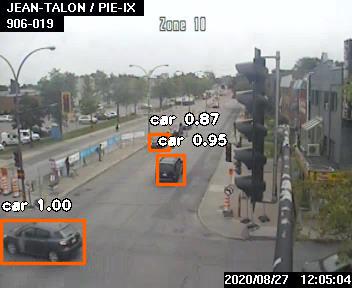 JEAN-TALON / PIE-IX
906-019
Zone 10
car 0.87
car 0.95
car 1.00
2020/08/27 12:05:04